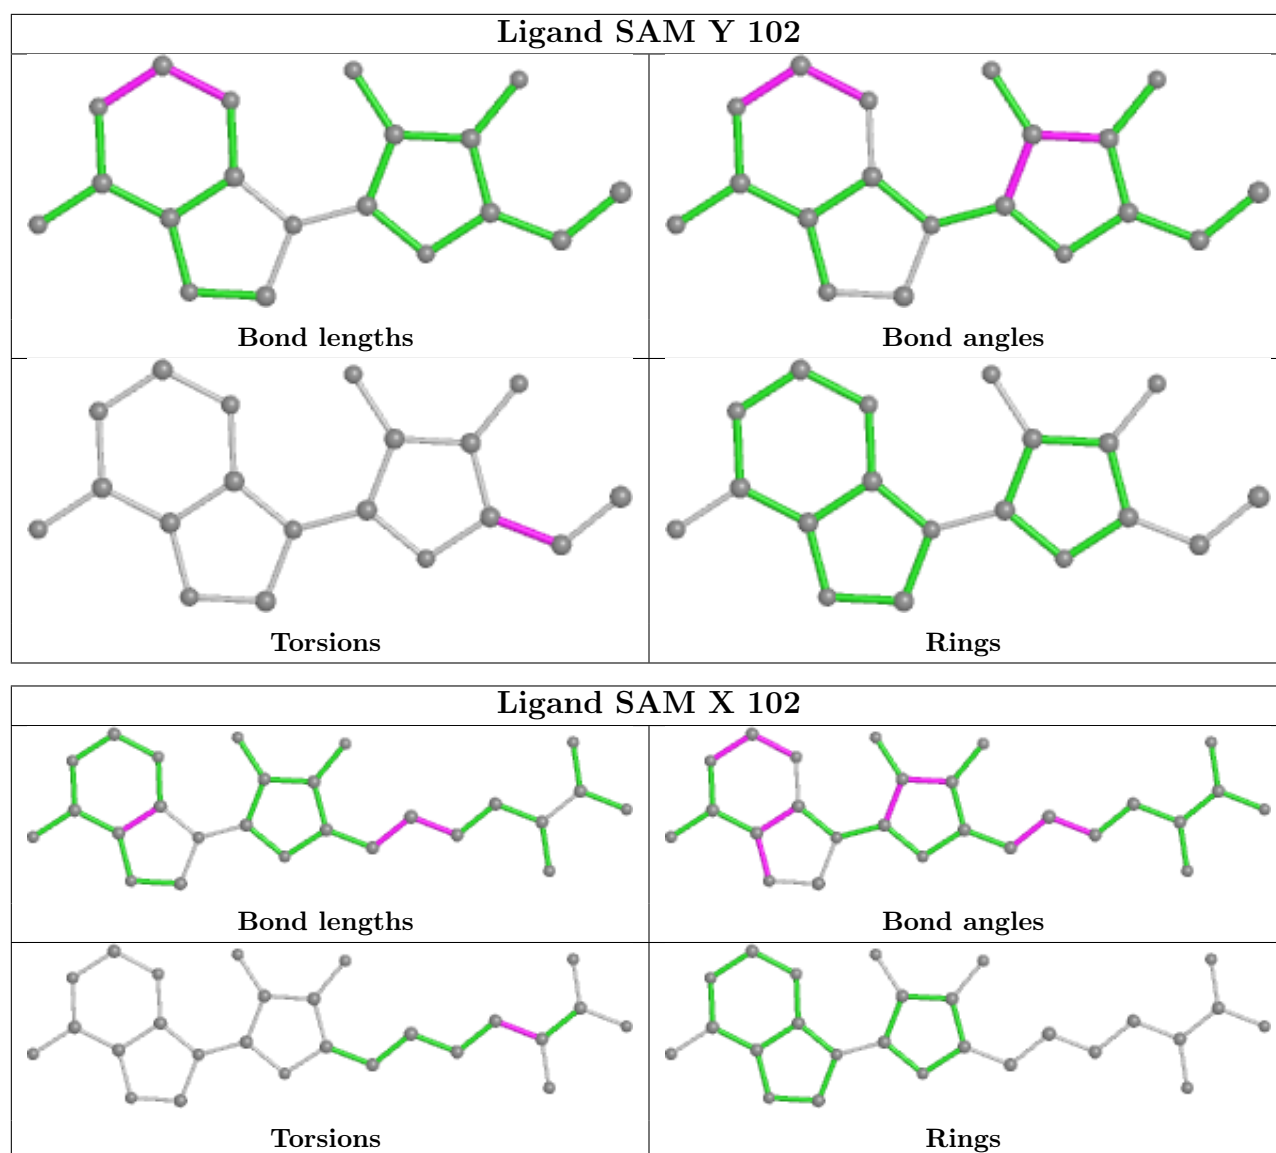 Ligand SAM Y 102
Bond lengths
Bond angles
Torsions
Rings
Ligand SAM X 102
Bond lengths
Bond angles
Torsions
Rings